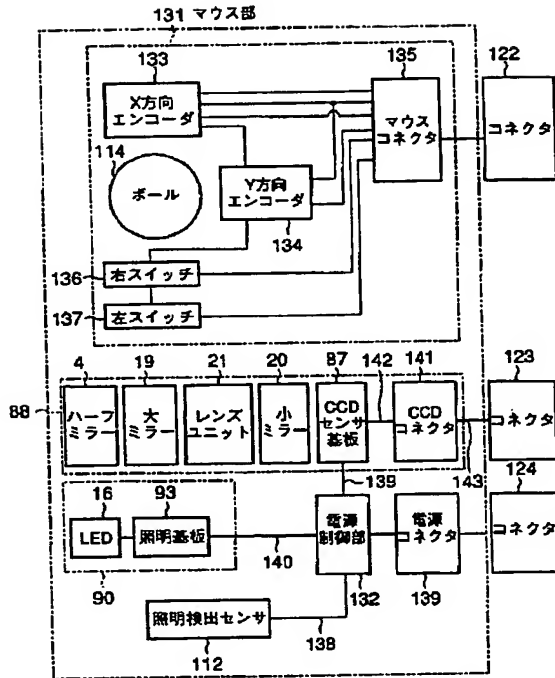 131 マウス部
133
135
122
X方向
エンコーダ
マウス
コネクタ
コネクタ
114
ボール
Y方向
エンコーダ
134
136
右スイッチ
137
左スイッチ
4
19
21
20
87
142
141
123
88
ハーフ
ミラー
大
ミラー
レンズ
ユニット
小
ミラー
CCD
センサ
基板
CCD
コネクタ
コネクタ
143
124
16
93
139
LED
照明基板
140
電源
制御部
電源
コネクタ
コネクタ
90
132
139
照明検出センサ
138
112